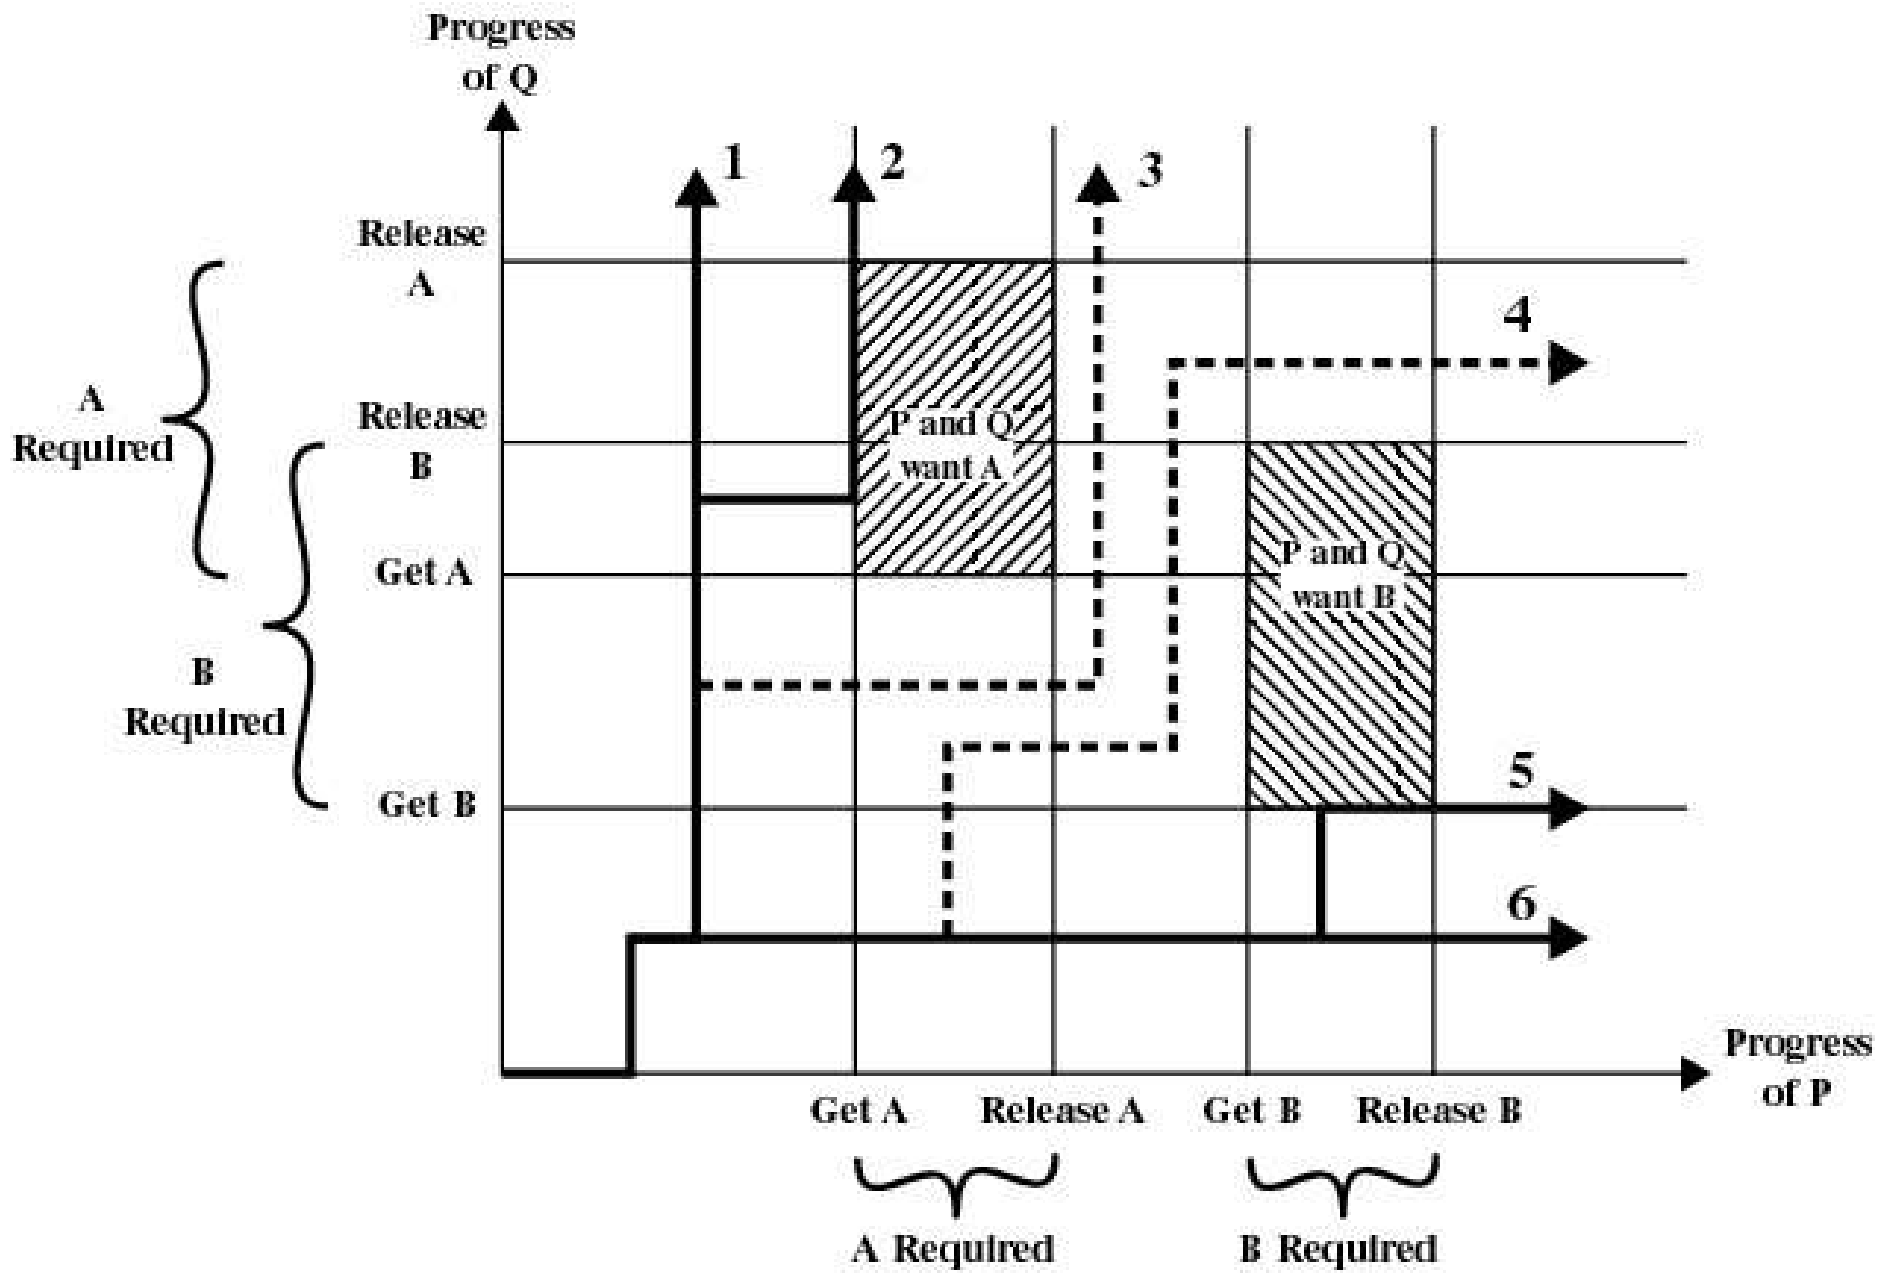 Progress
of Q
1
2
3
Release
A
4
A
Required
Release
B
P and Q
want A
Get A
P and Q
want B
B
Required
5
Get B
6
Progress
of P
Get A
Release A
Get B
Release B
A Required
B Required